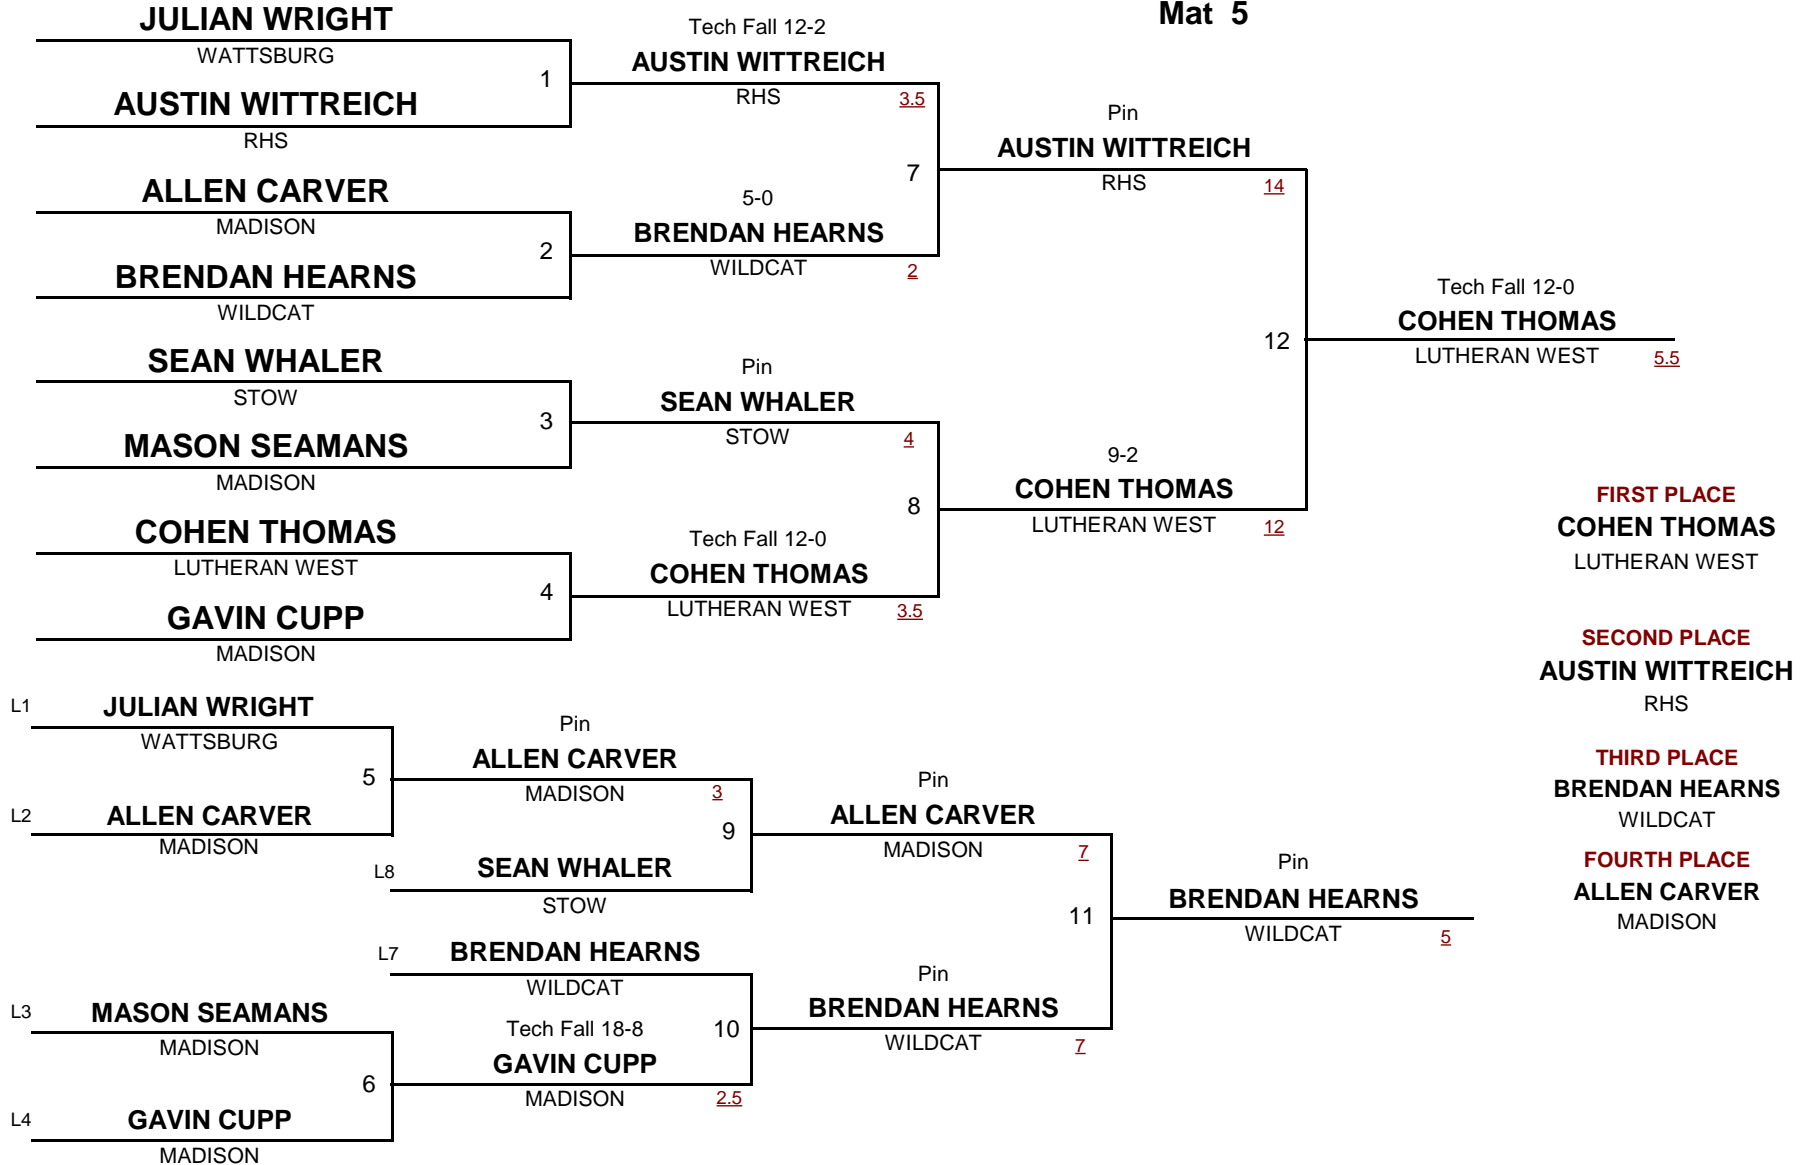 Mat 5
JULIAN WRIGHT
WATTSBURG
1
AUSTIN WITTREICH
RHS
ALLEN CARVER
MADISON
2
BRENDAN HEARNS
WILDCAT
SEAN WHALER
STOW
3
MASON SEAMANS
MADISON
COHEN THOMAS
LUTHERAN WEST
4
GAVIN CUPP
MADISON
Tech Fall 12-2
AUSTIN WITTREICH
RHS 3.5
7
5-0
BRENDAN HEARNS
WILDCAT 2
Pin
SEAN WHALER
STOW 4
8
Tech Fall 12-0
COHEN THOMAS
LUTHERAN WEST 3.5
Pin
AUSTIN WITTREICH
RHS 14
12
9-2
COHEN THOMAS
LUTHERAN WEST 12
Tech Fall 12-0
COHEN THOMAS
LUTHERAN WEST 5.5
FIRST PLACE
COHEN THOMAS
LUTHERAN WEST
SECOND PLACE
AUSTIN WITTREICH
RHS
THIRD PLACE
BRENDAN HEARNS
WILDCAT
FOURTH PLACE
ALLEN CARVER
MADISON
L1 JULIAN WRIGHT
WATTSBURG
5
L2 ALLEN CARVER
MADISON
L3 MASON SEAMANS
MADISON
6
L4 GAVIN CUPP
MADISON
Pin
ALLEN CARVER
MADISON 3
9
L8 SEAN WHALER
STOW
L7 BRENDAN HEARNS
WILDCAT
Tech Fall 18-8 10
GAVIN CUPP
MADISON 2.5
Pin
ALLEN CARVER
MADISON 7
11
Pin
BRENDAN HEARNS
WILDCAT 7
Pin
BRENDAN HEARNS
WILDCAT 5